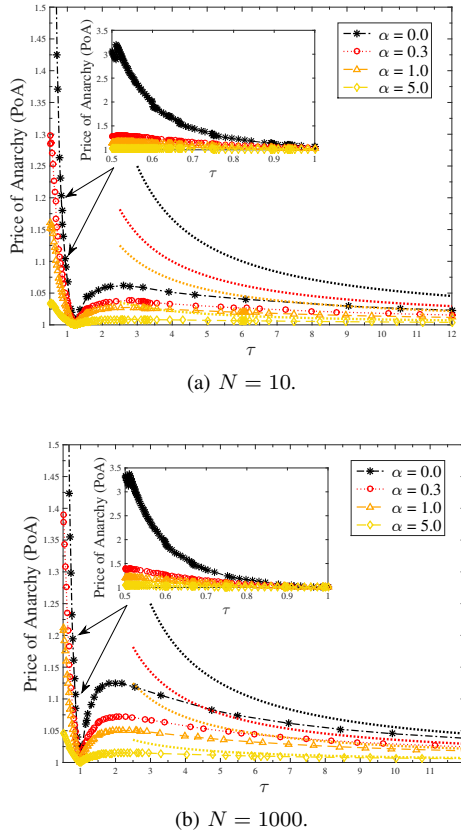 Price of Anarchy (PoA)
1.5
1.45
1.4
1.35
1.3
1.25
1.2
1.15
1.1
1.05
1
1 2 3 4 5 6 7 8 9 10 11 12
τ
Price of Anarchy (PoA)
3
2
1
0.5 0.6 0.7 0.8 0.9 1
τ
α = 0.0
α = 0.3
α = 1.0
α = 5.0
(a) N = 10.
Price of Anarchy (PoA)
1.5
1.45
1.4
1.35
1.3
1.25
1.2
1.15
1.1
1.05
1
1 2 3 4 5 6 7 8 9 10 11
τ
Price of Anarchy (PoA)
3.5
3
2.5
2
1.5
1
0.5 0.6 0.7 0.8 0.9 1
τ
α = 0.0
α = 0.3
α = 1.0
α = 5.0
(b) N = 1000.